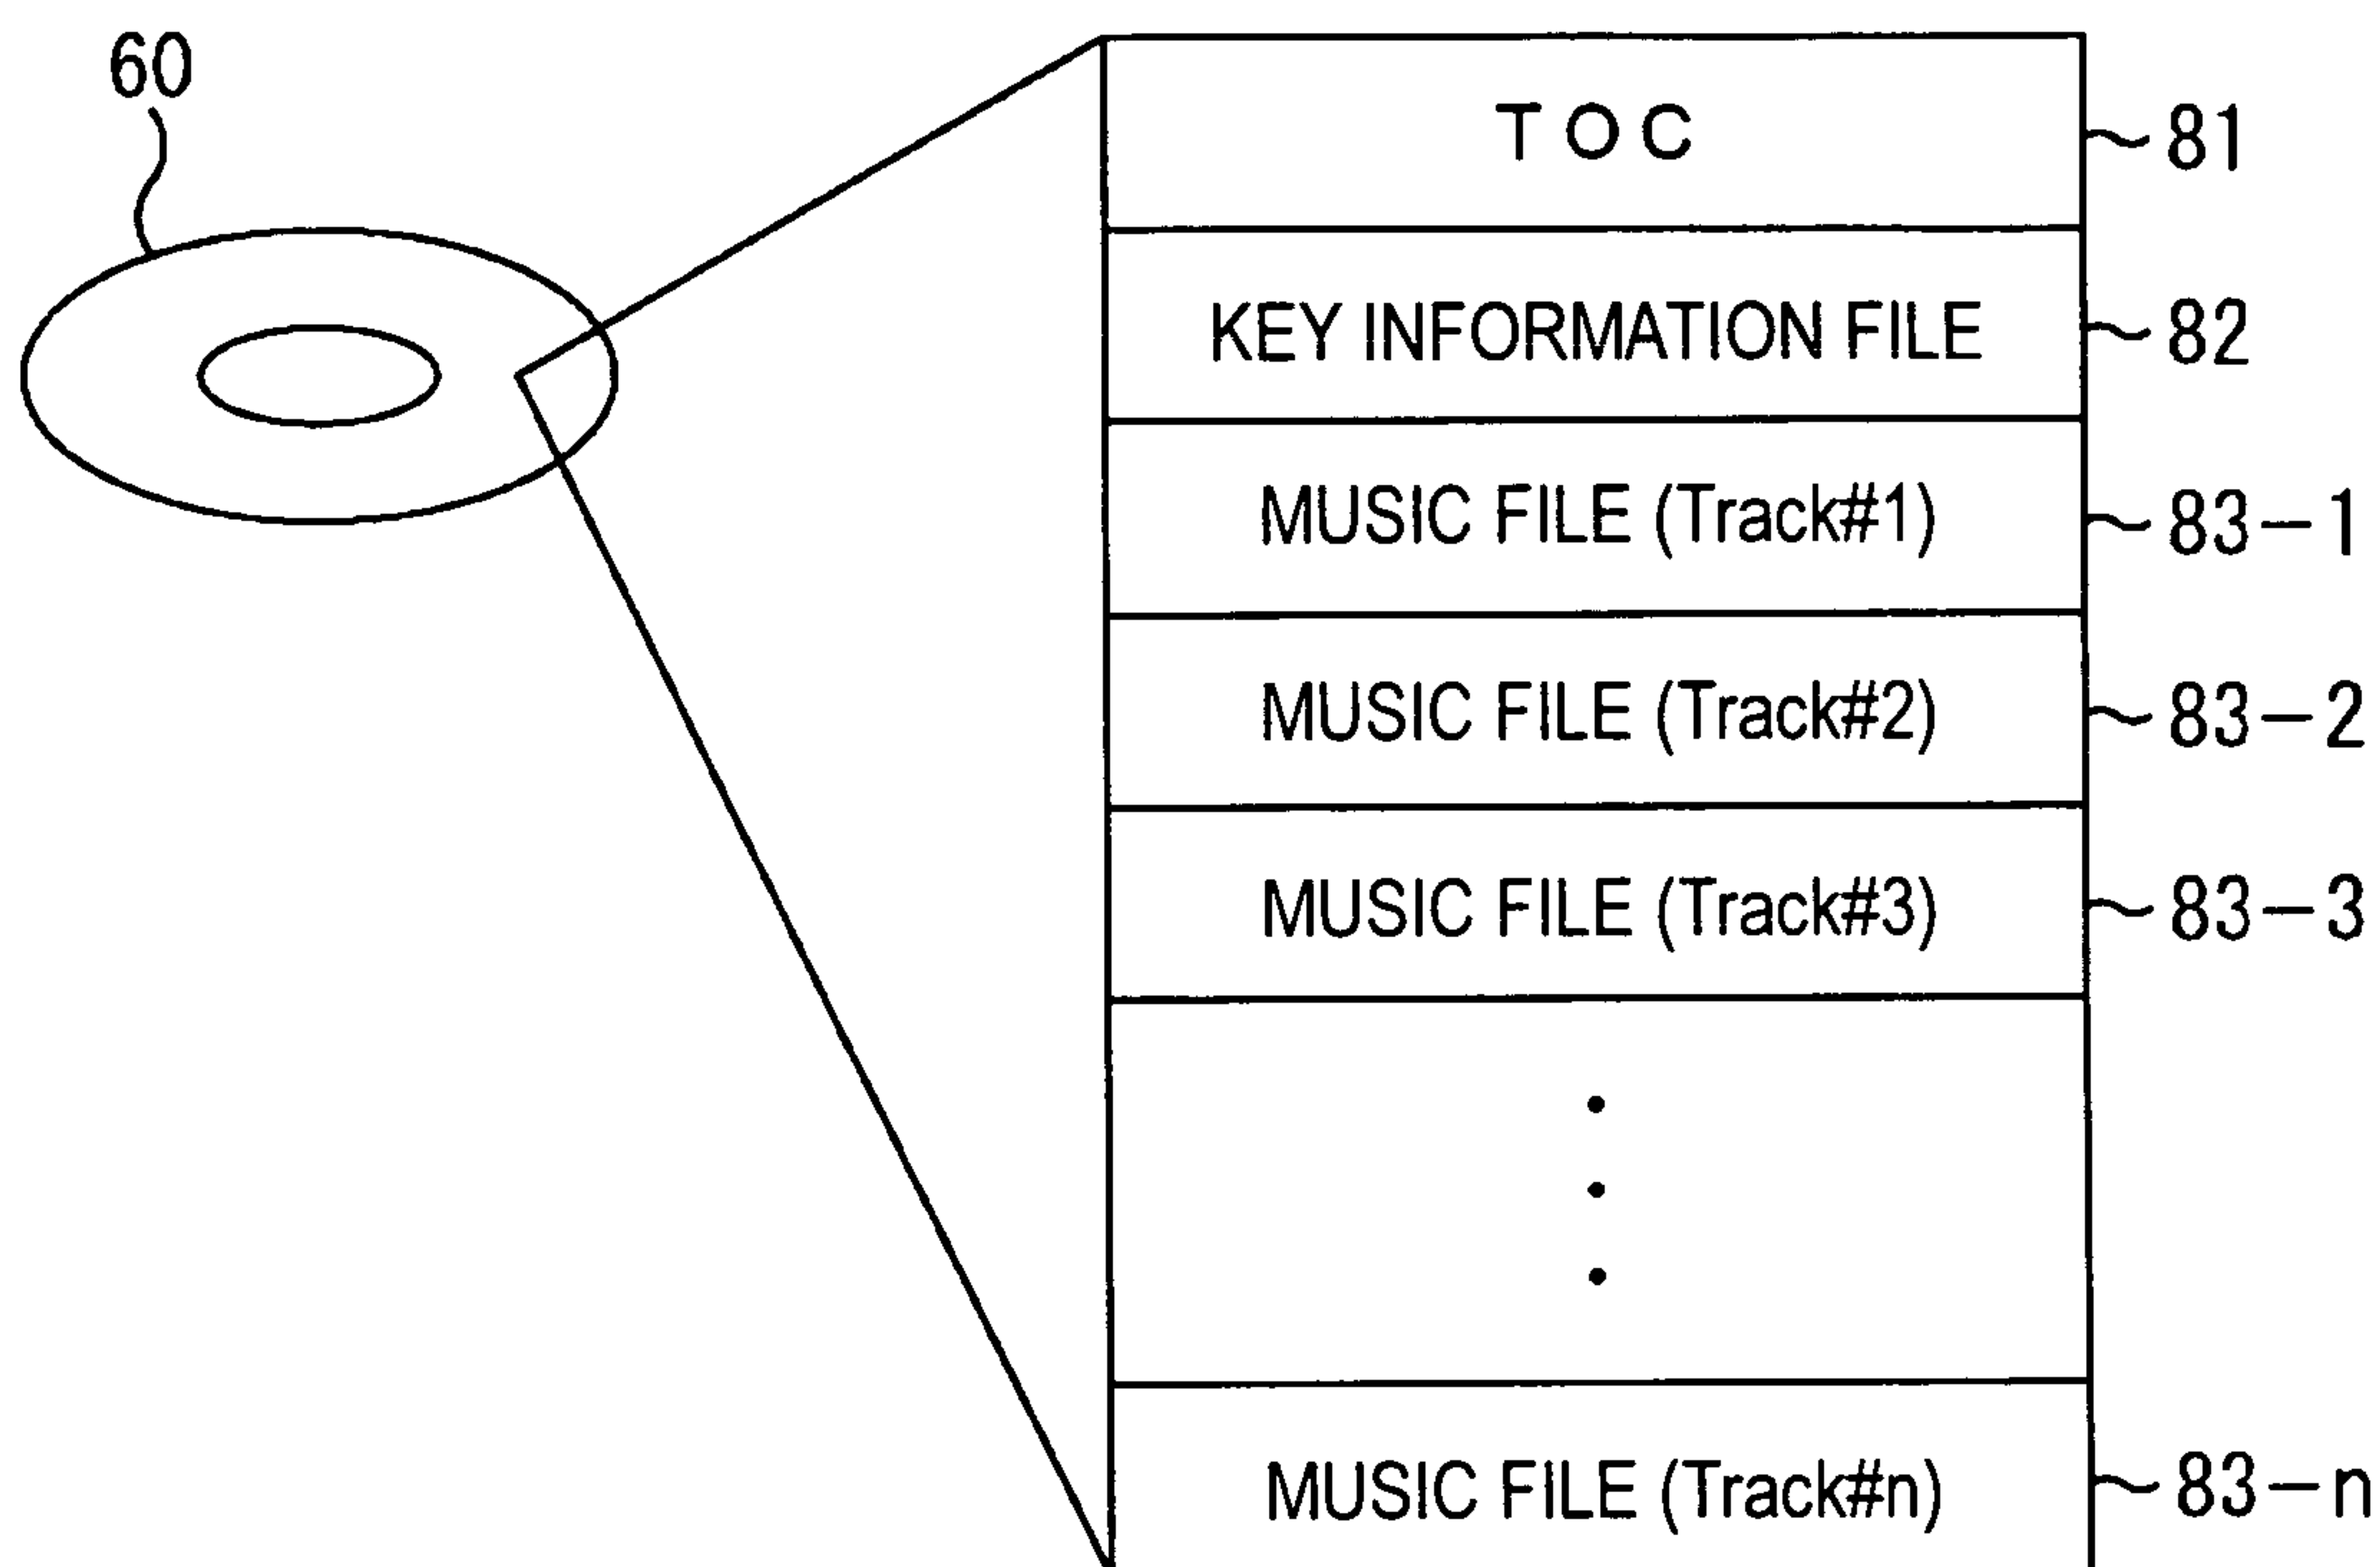 60
TOC
81
KEY INFORMATION FILE
82
MUSIC FILE (Track#1)
83-1
MUSIC FILE (Track#2)
83-2
MUSIC FILE (Track#3)
83-3
MUSIC FILE (Track#n)
83-n